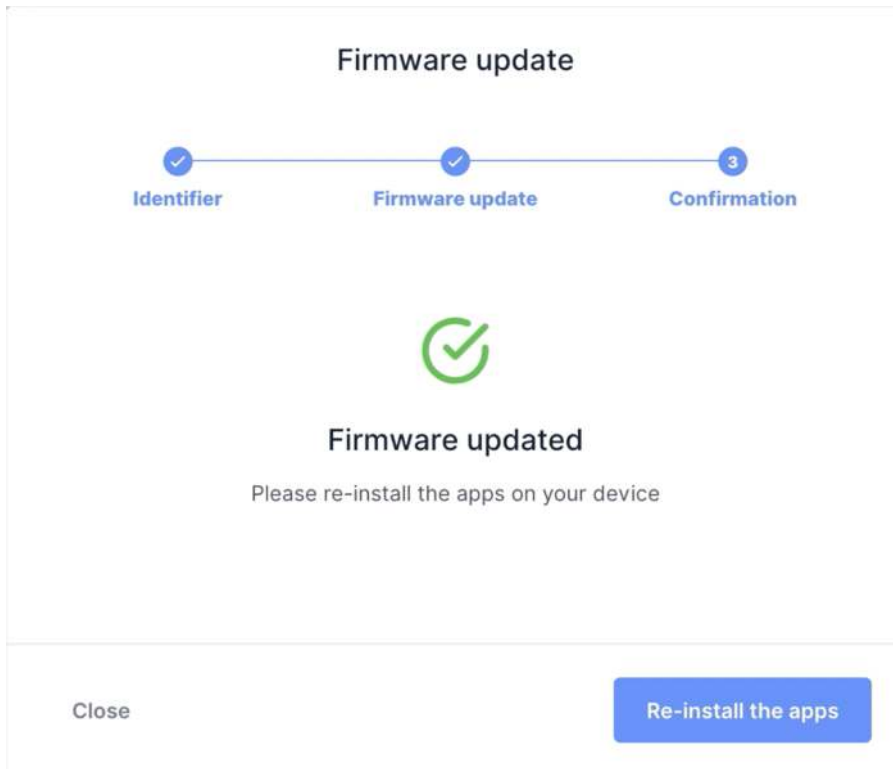 Firmware update
3
Identifier
Firmware update
Confirmation
Firmware updated
Please re-install the apps on your device
Close
Re-install the apps